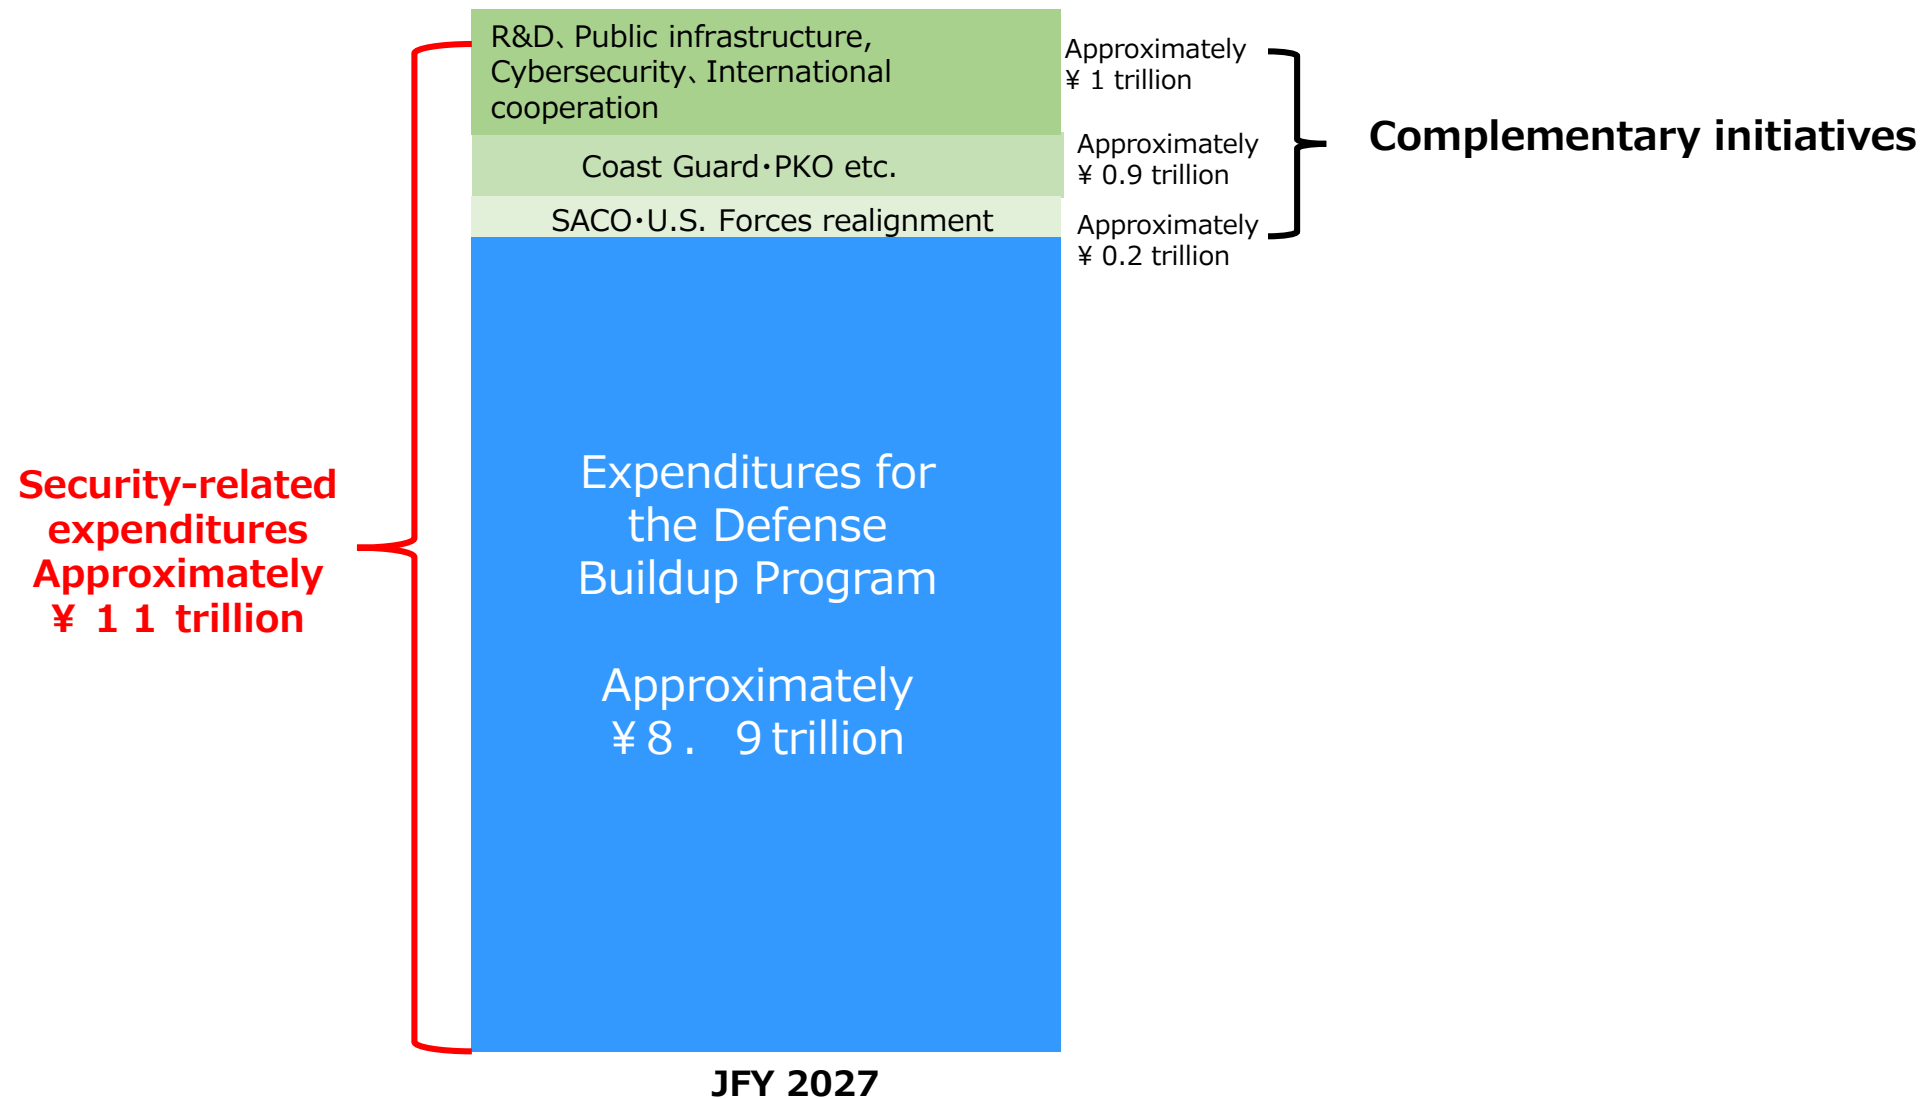 R&D、Public infrastructure,
Cybersecurity、International
cooperation
Approximately
¥ 1 trillion
Complementary initiatives
Coast Guard・PKO etc.
Approximately
¥ 0.9 trillion
SACO・U.S. Forces realignment
Approximately
¥ 0.2 trillion
Security-related
expenditures
Approximately
¥ １１ trillion
Expenditures for
the Defense
Buildup Program
Approximately
¥８．９trillion
JFY 2027